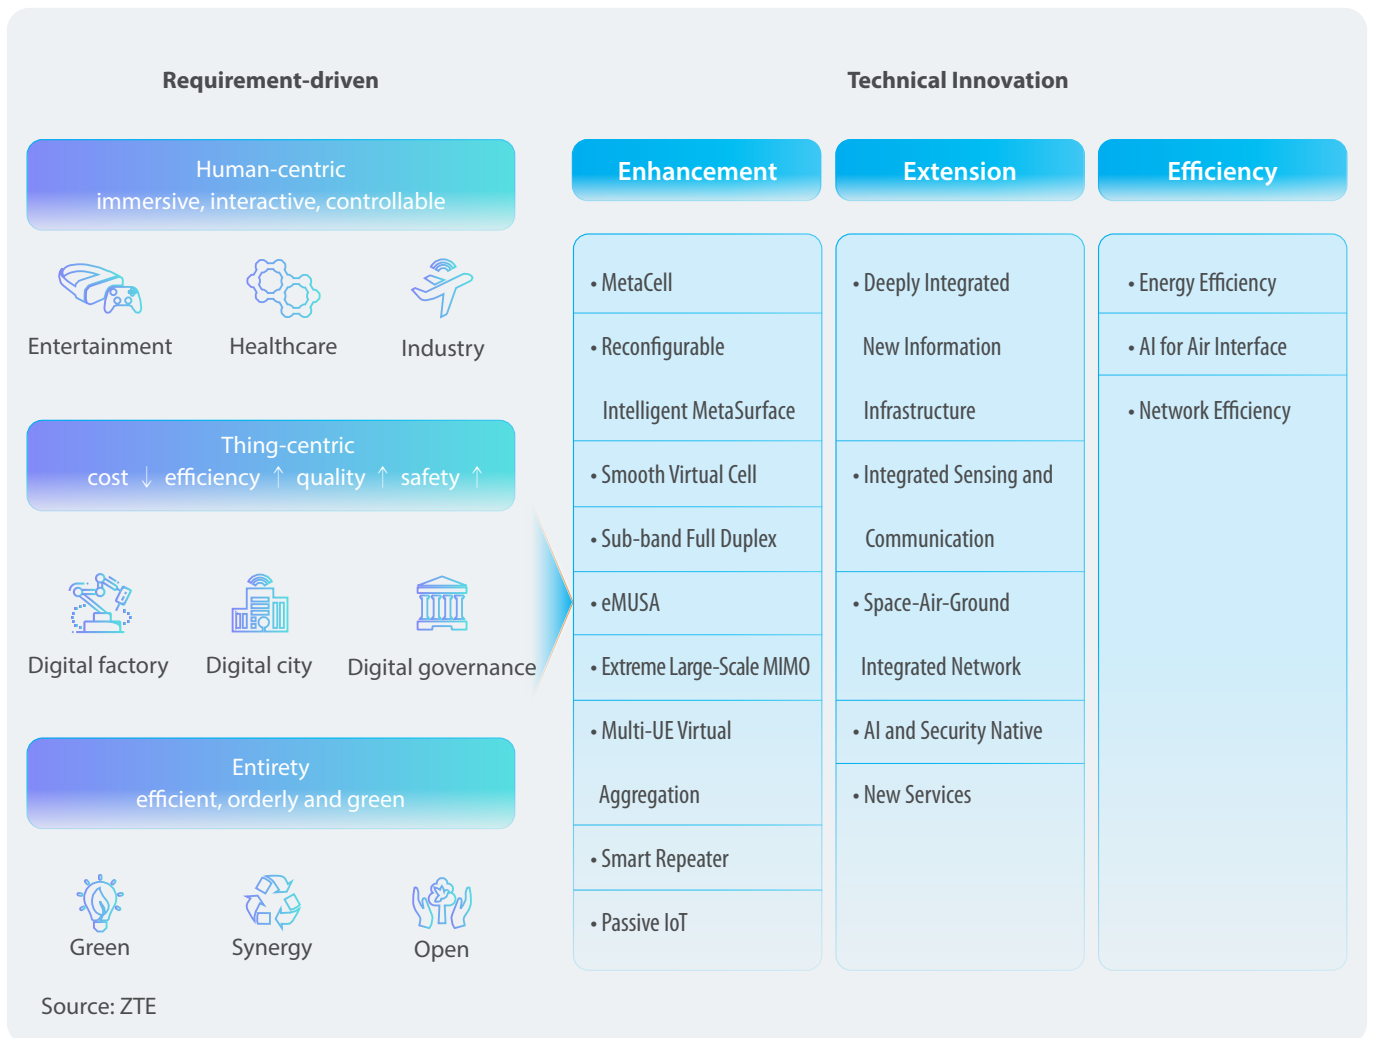 Requirement-driven
Human-centric
immersive, interactive, controllable
Entertainment
Healthcare
Industry
Thing-centric
cost ↓ efficiency ↑ quality ↑ safety ↑
Digital factory
Digital city
Digital governance
Entirety
efficient, orderly and green
Green
Synergy
Open
Technical Innovation
Enhancement
• MetaCell
• Reconfigurable
Intelligent MetaSurface
• Smooth Virtual Cell
• Sub-band Full Duplex
• eMUSA
• Extreme Large-Scale MIMO
• Multi-UE Virtual
Aggregation
• Smart Repeater
• Passive IoT
Extension
• Deeply Integrated
New Information
Infrastructure
• Integrated Sensing and
Communication
• Space-Air-Ground
Integrated Network
• AI and Security Native
• New Services
Efficiency
• Energy Efficiency
• AI for Air Interface
• Network Efficiency
Source: ZTE